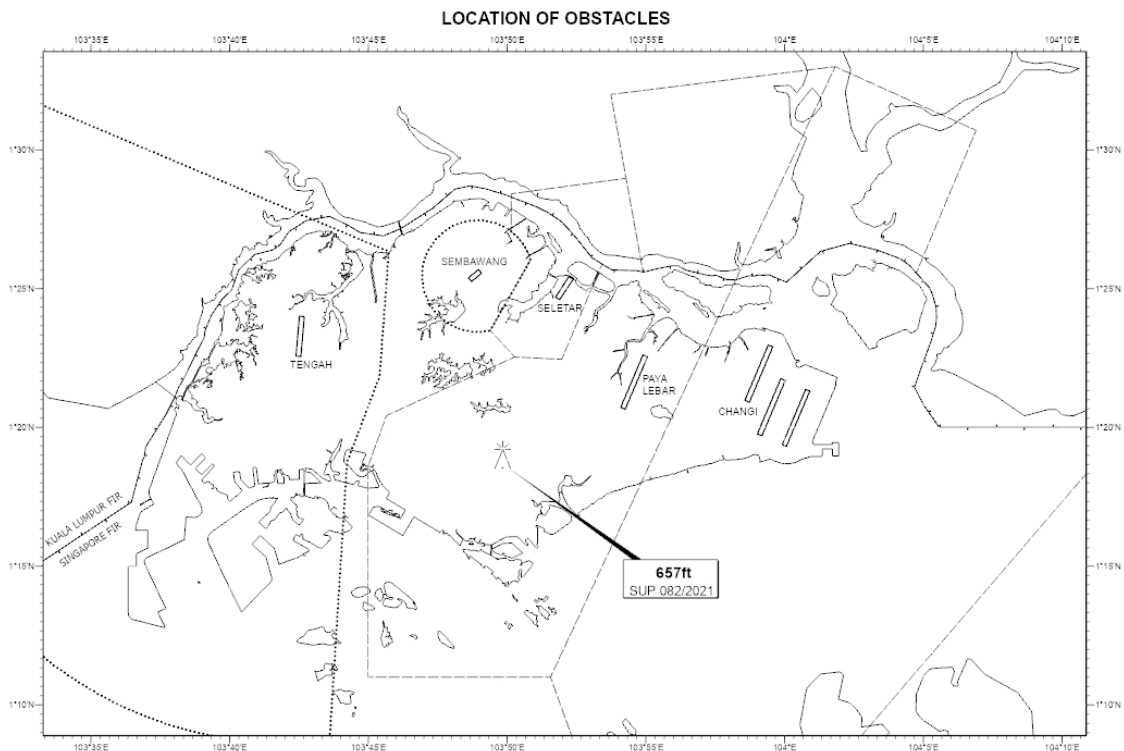 LOCATION OF OBSTACLES
103°35'E 103°40'E 103°45'E 103°50'E 103°55'E 104°E 104°5'E 104°10'E
1°30'N 1°30'N
SEMBAWANG
1°25'N 1°25'N
SELETAR
TENGAH
PAYA
LEBAR
CHANGI
1°20'N 1°20'N
KUALA LUMPUR FIR
SINGAPORE FIR
1°15'N 1°15'N
657ft
SUP 082/2021
1°10'N 1°10'N
103°35'E 103°40'E 103°45'E 103°50'E 103°55'E 104°E 104°5'E 104°10'E